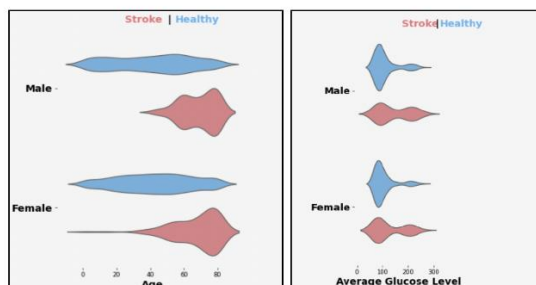 Stroke | Healthy
Male
Female
0 20 40 60 80
Age
Stroke|Healthy
Male
Female
0 100 200 300
Average Glucose Level